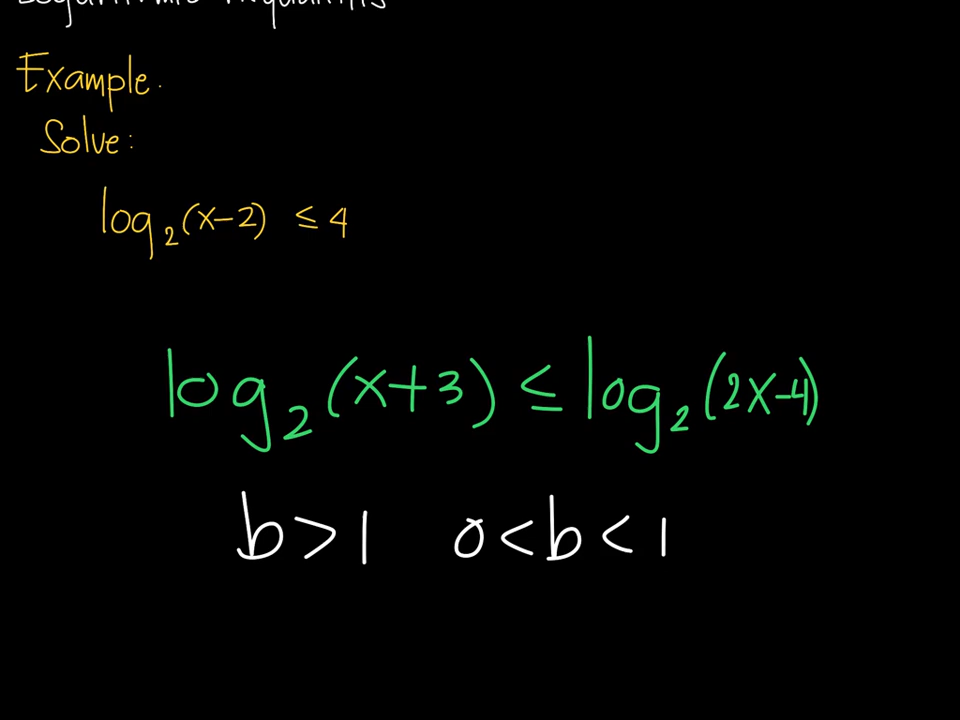 Example.
Solve:
log₂(x-2) ≤ 4
log₂(x+3) ≤ log₂(2x-4)
b>1 0<b<1